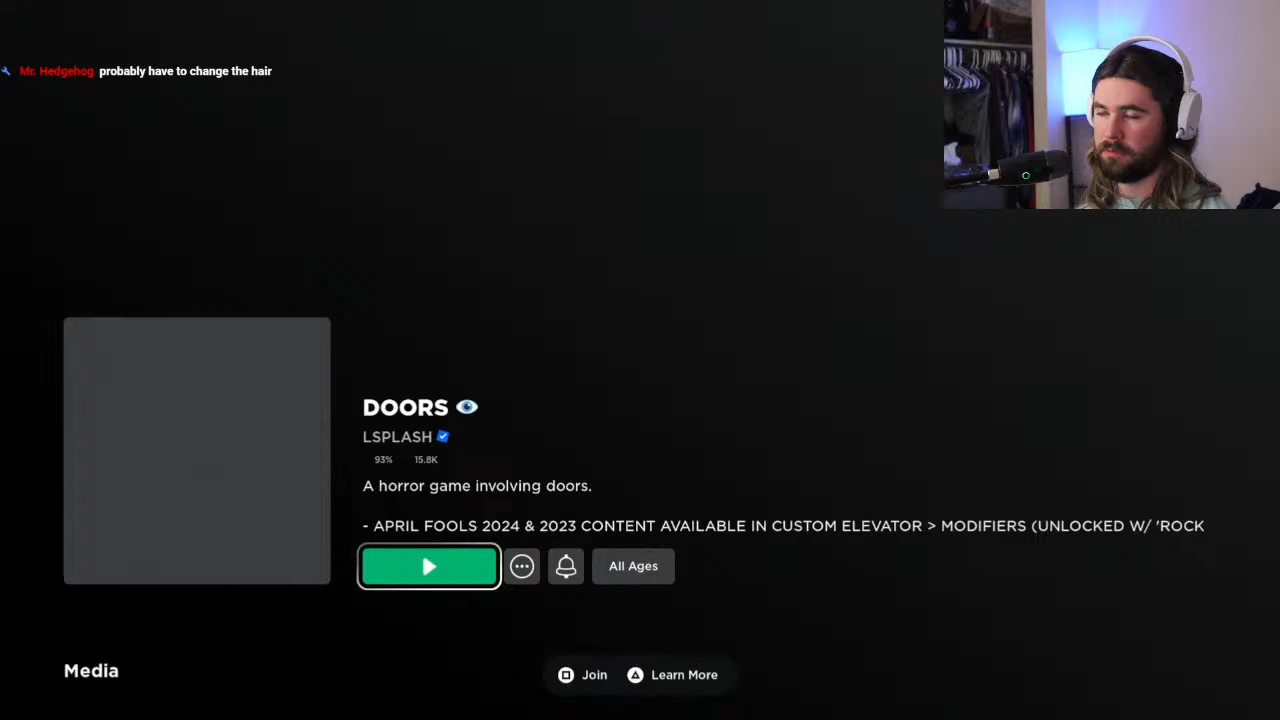 Mr. Hedgehog probably have to change the hair
DOORS 👁
LSPLASH
93% 15.8K
A horror game involving doors.
- APRIL FOOLS 2024 & 2023 CONTENT AVAILABLE IN CUSTOM ELEVATOR > MODIFIERS (UNLOCKED W/ 'ROCK
All Ages
Media
Join Learn More